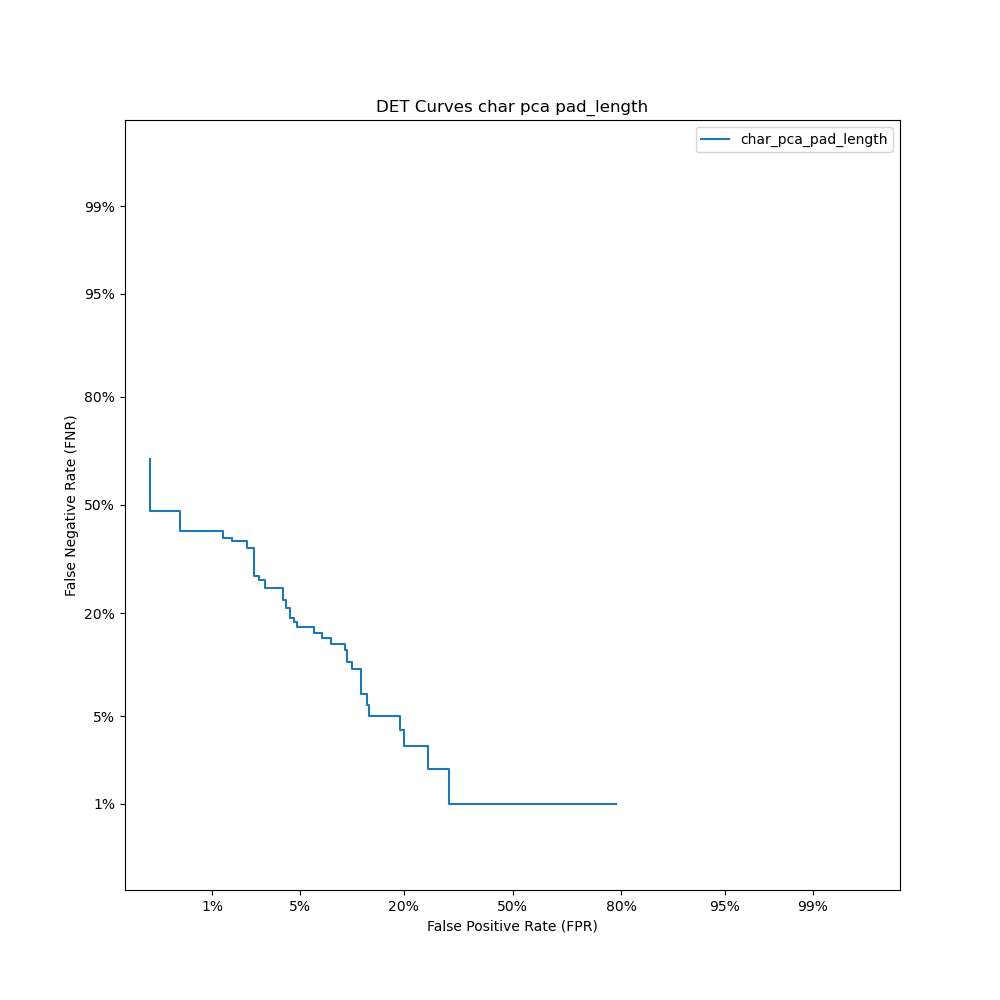 DET Curves char pca pad_length
char_pca_pad_length
99%
95%
80%
50%
20%
5%
1%
False Negative Rate (FNR)
1% 5% 20% 50% 80% 95% 99%
False Positive Rate (FPR)